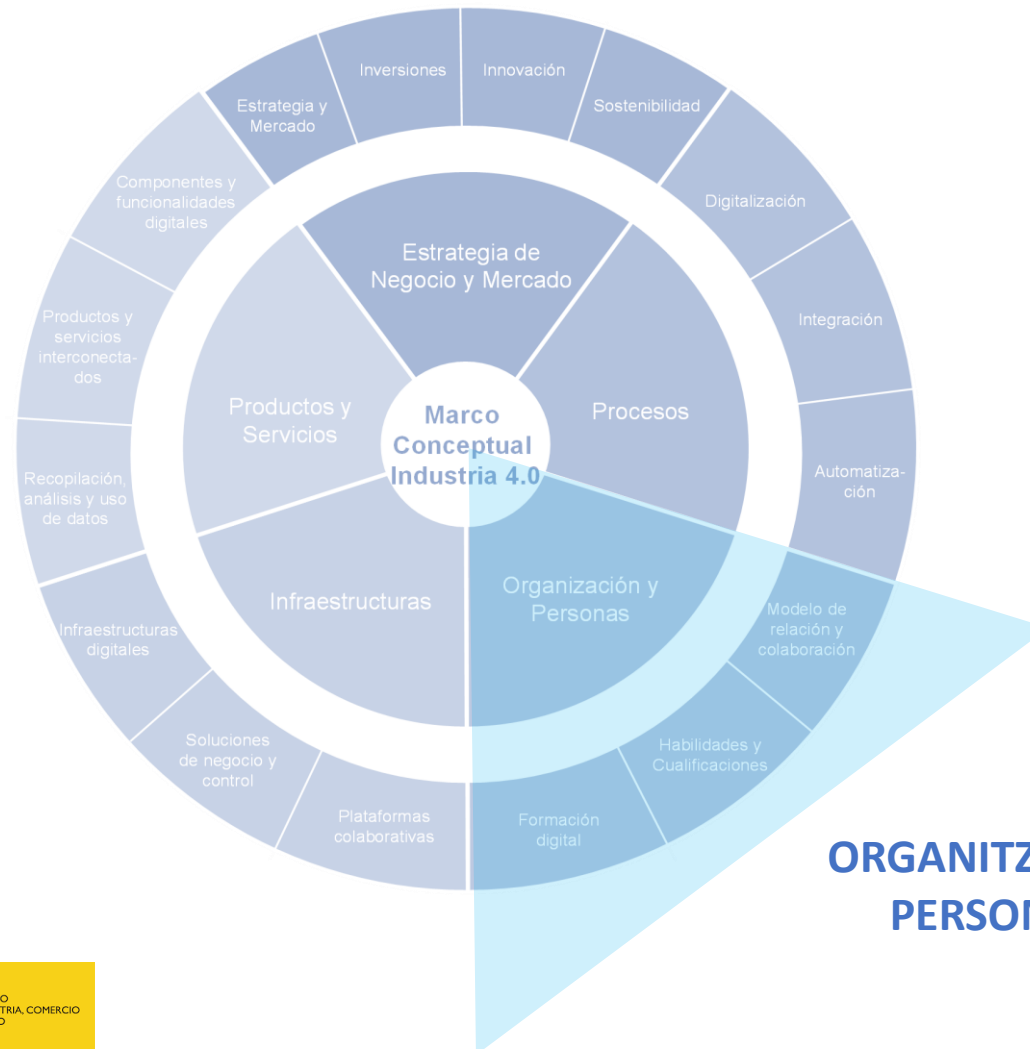 Inversiones
Innovación
Estrategia y
Mercado
Sostenibilidad
Componentes y
funcionalidades
digitales
Digitalización
Estrategia de
Negocio y Mercado
Productos y
servicios
interconecta-
dos
Integración
Productos y
Servicios
Marco
Conceptual
Industria 4.0
Procesos
Recopilación,
análisis y uso
de datos
Automatiza-
ción
Infraestructuras
Organización y
Personas
Infraestructuras
digitales
Modelo de
relación y
colaboración
Soluciones
de negocio y
control
Habilidades y
Cualificaciones
Plataformas
colaborativas
Formación
digital
ORGANITZ
PERSON
O
TRIA, COMERCIO
O